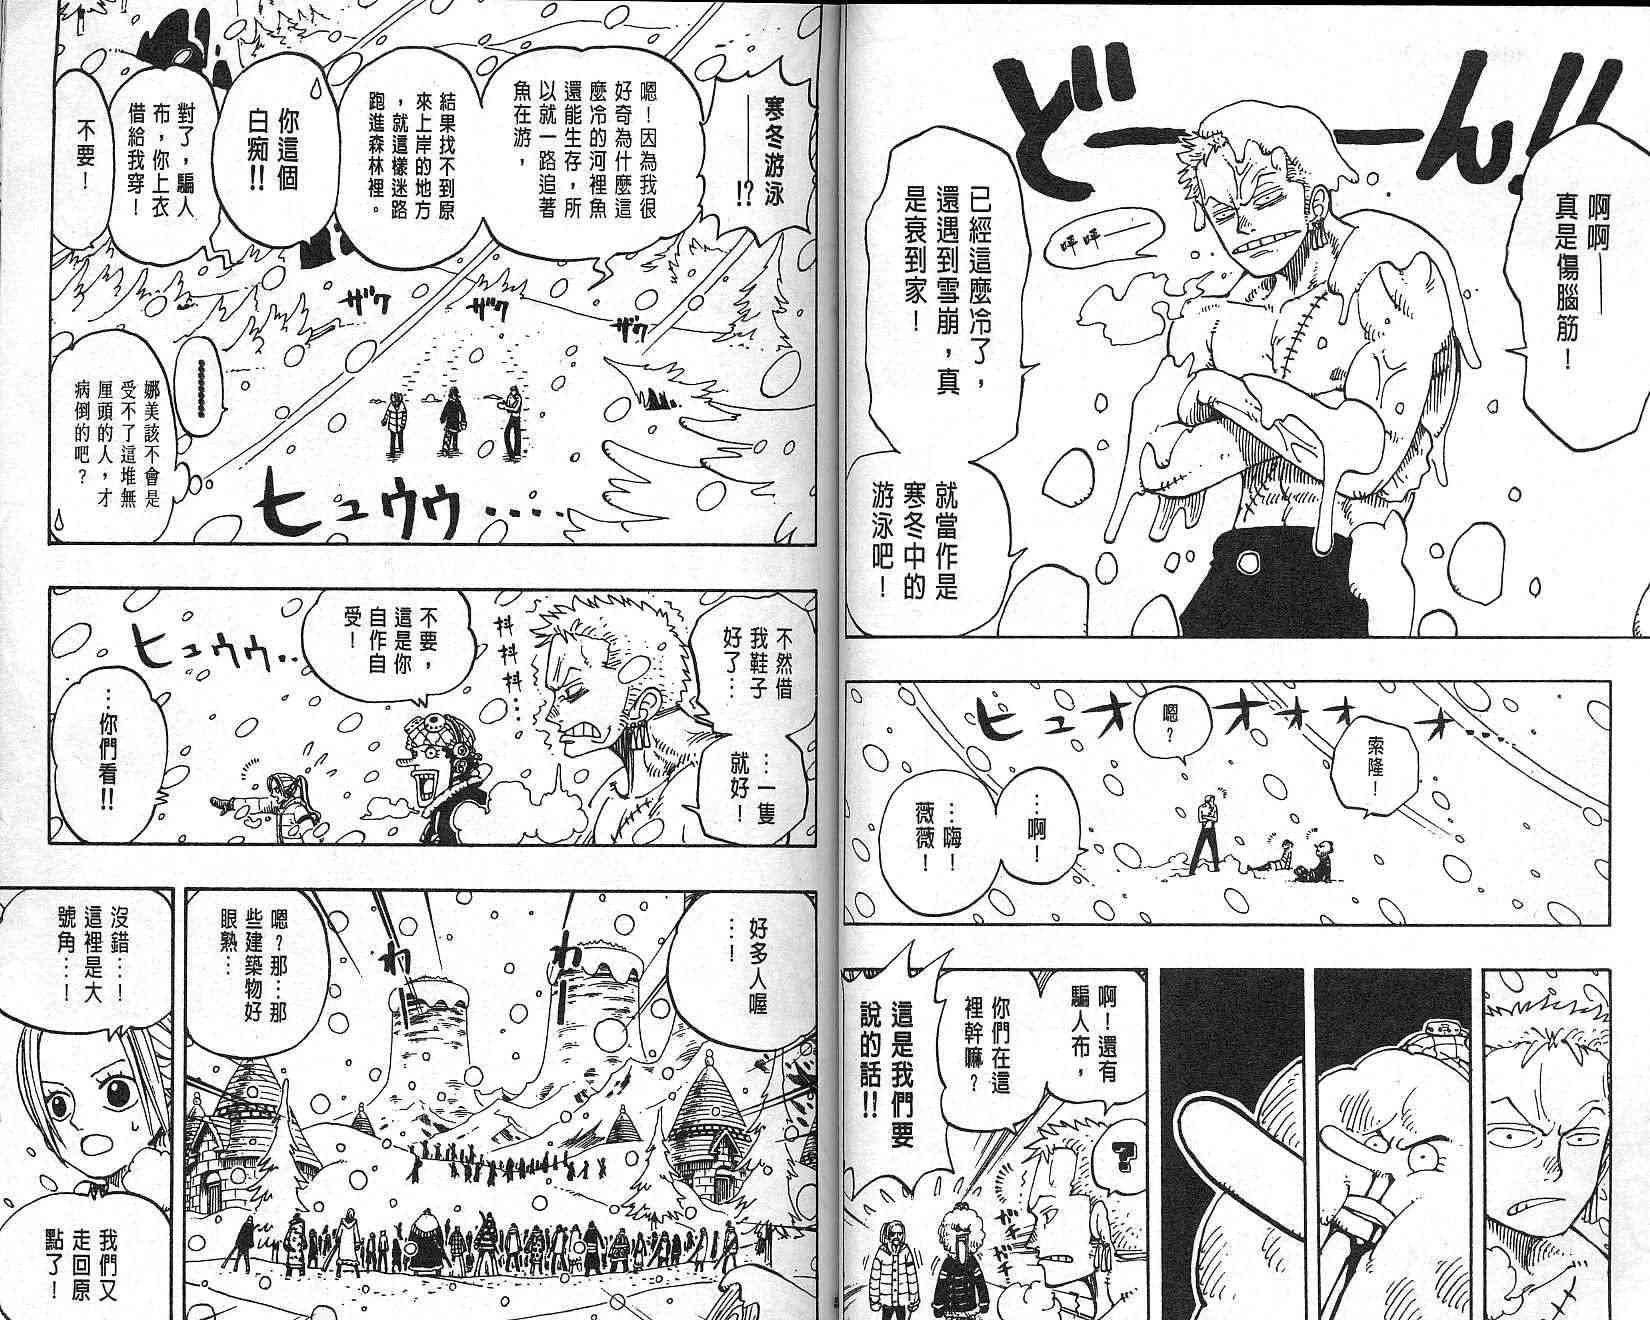 ドーーん!!
啊啊——
真是傷腦筋！
已經這麼冷了，
還遇到雪崩，真
是衰到家！
呼呼——
就當作是
寒冬中的
游泳吧！
ヒュオオオオオ....
索隆！
嗯？
…啊！
…嗨！
薇薇！
啊！還有
騙人布，
你們在這
裡幹嘛？
？
ガチガチガチ
這是我們要
說的話!!
——寒冬游泳
!?
嗯！因為我很
好奇為什麼這
麼冷的河裡魚
還能生存，所
以就一路追著
魚在游，
結果找不到原
來上岸的地方
，就這樣迷路
跑進森林裡。
你這個
白痴!!
對了，騙人
布，你上衣
借給我穿！
不要！
ザク
ザク
ザク
………
娜美該不會是
受不了這堆無
厘頭的人，才
病倒的吧？
ヒュウウ....
不然借
我鞋子
好了…
…一隻
就好！
抖抖抖…
不要，
這是你
自作自
受！
ヒュウウ..
…你們看!!
好多人喔
…！
わー
わー
嗯？那…那
些建築物好
眼熟…
沒錯…！
這裡是大
號角…！
我們又
走回原
點了！